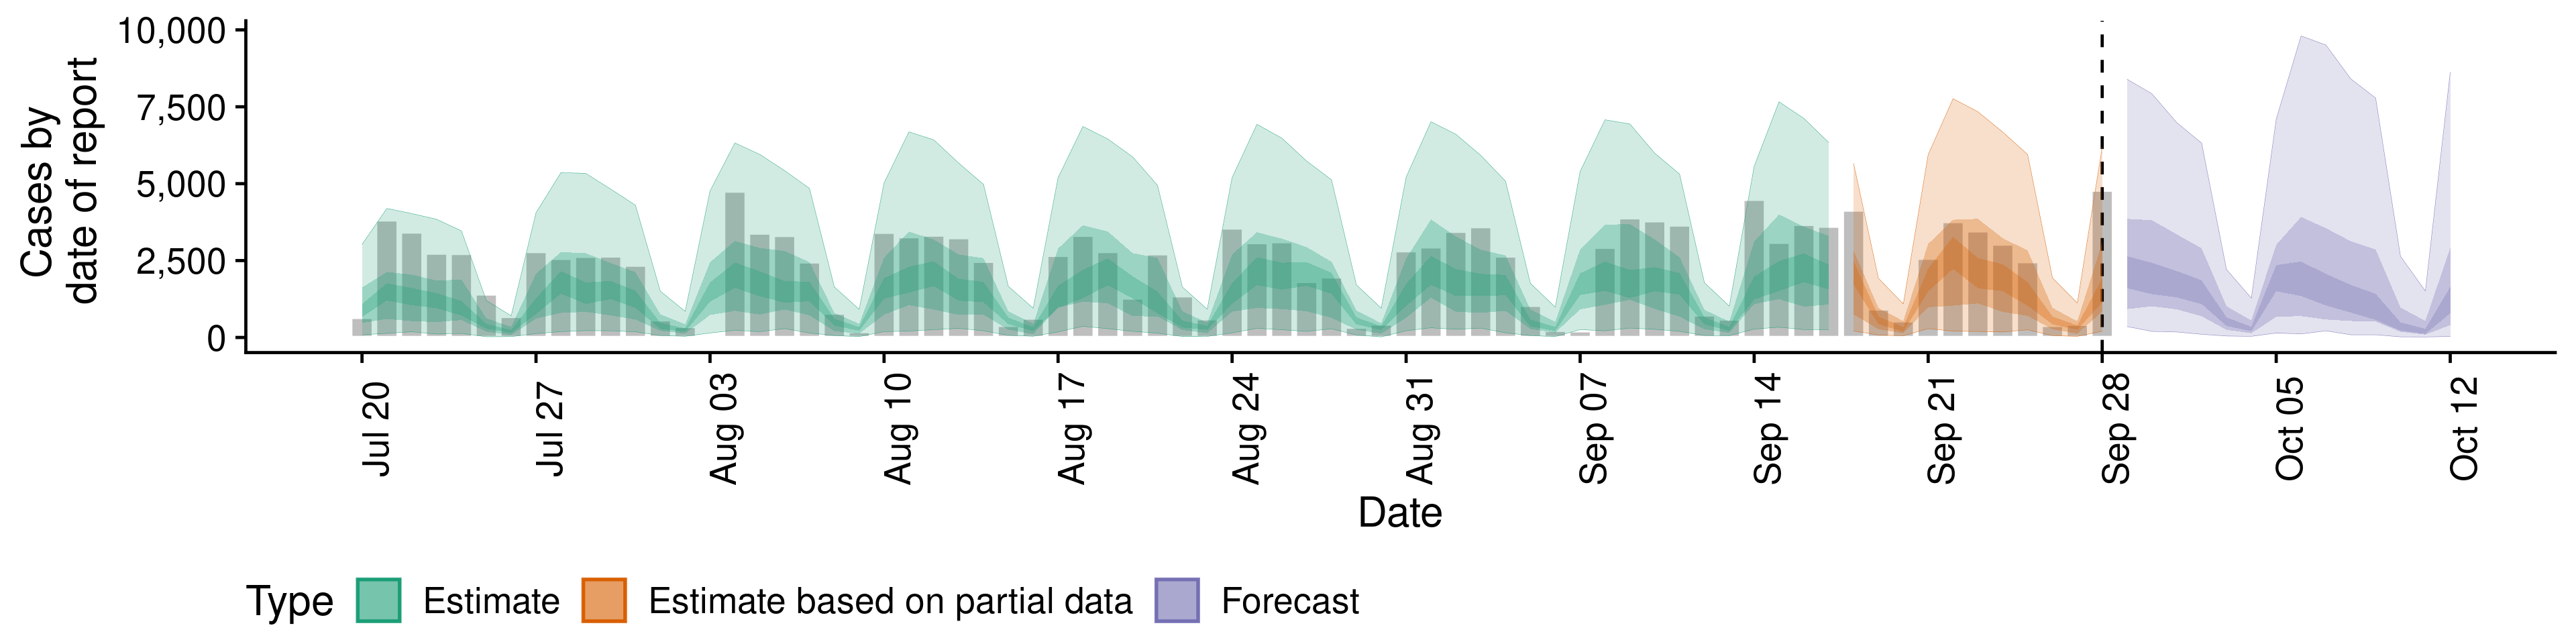 Cases by
date of report
10,000
7,500
5,000
2,500
0
Jul 20
Jul 27
Aug 03
Aug 10
Aug 17
Aug 24
Aug 31
Sep 07
Sep 14
Sep 21
Sep 28
Oct 05
Oct 12
Date
Type Estimate Estimate based on partial data Forecast